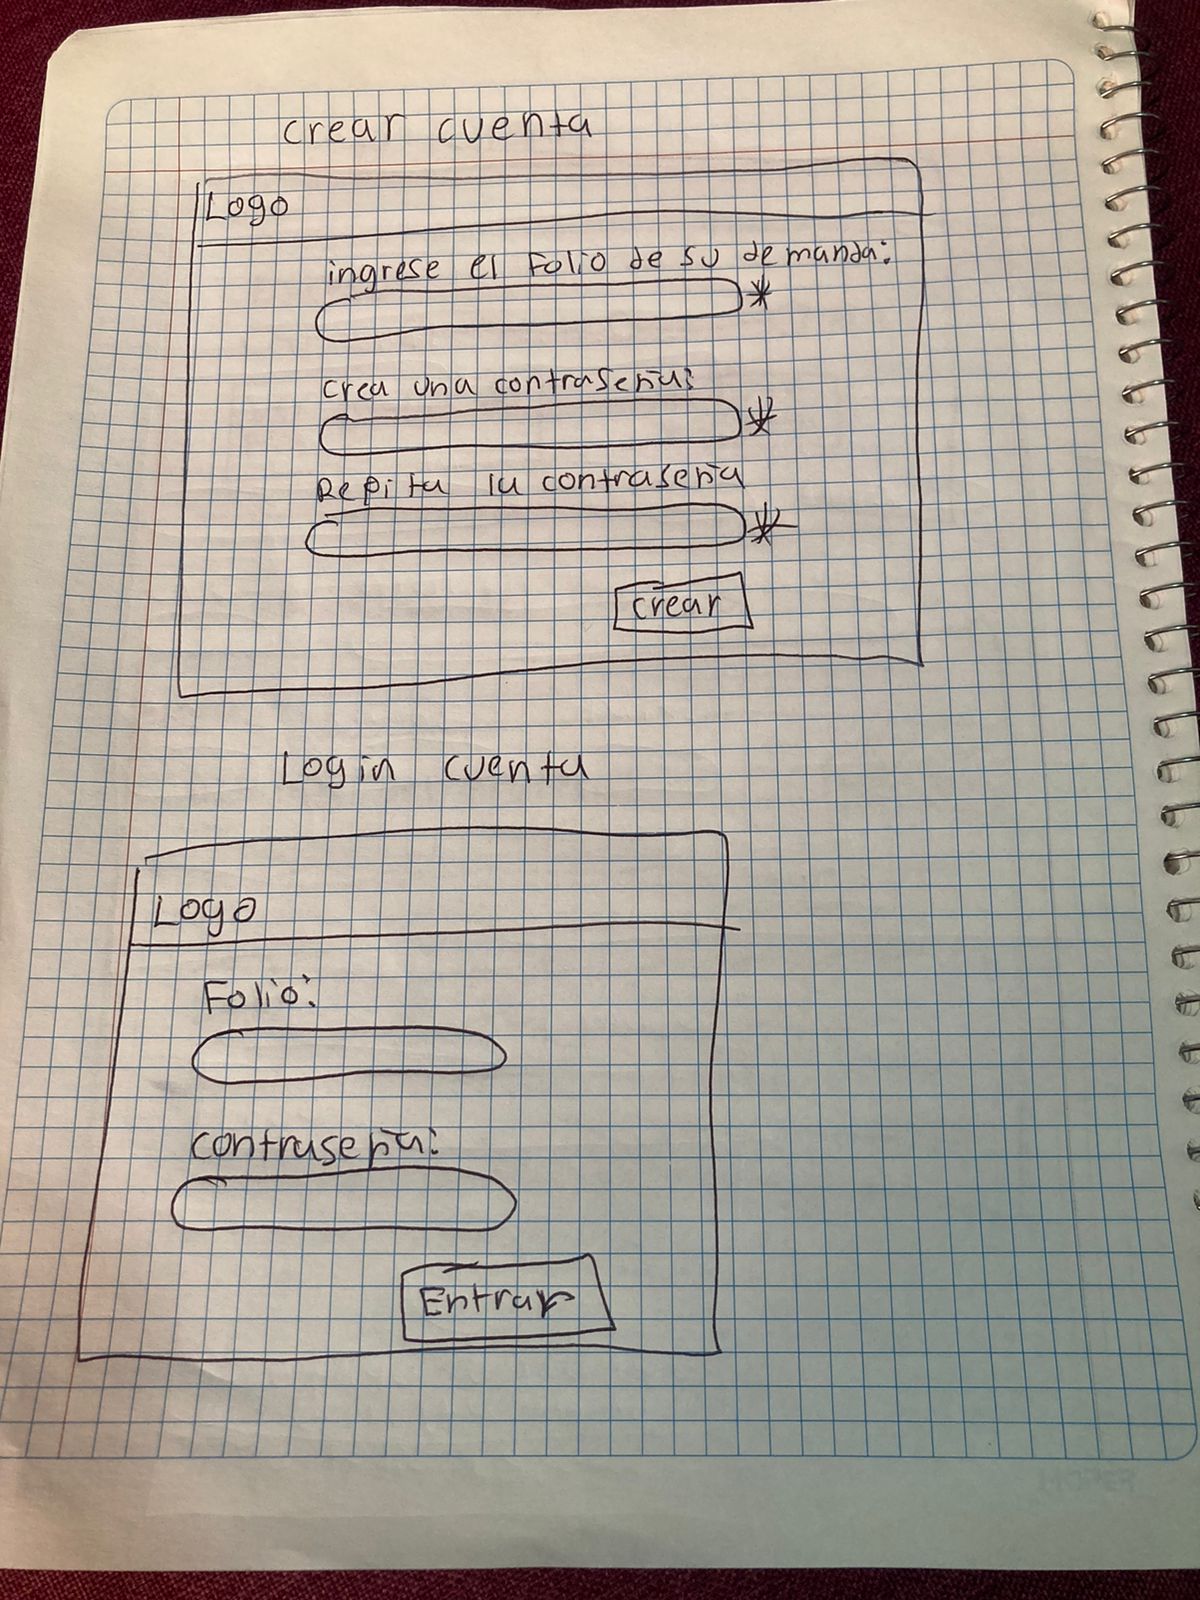 crear cuenta
Logo
ingrese el Folio de su demanda:
*
crea una contraseña:
*
Repita la contraseña
*
crear
Login cuenta
Logo
Folio:
contraseña:
Entrar